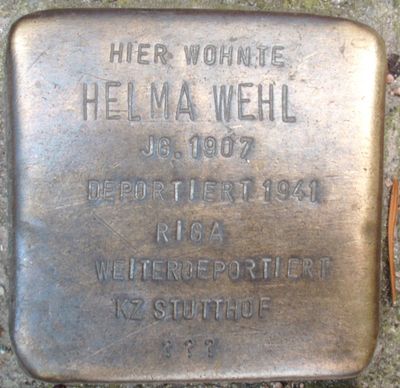 HIER WOHNTE
HELMA WEHL
JG. 1907
DEPORTIERT 1941
RIGA
WEITERDEPORTIERT
KZ STUTTHOF
???